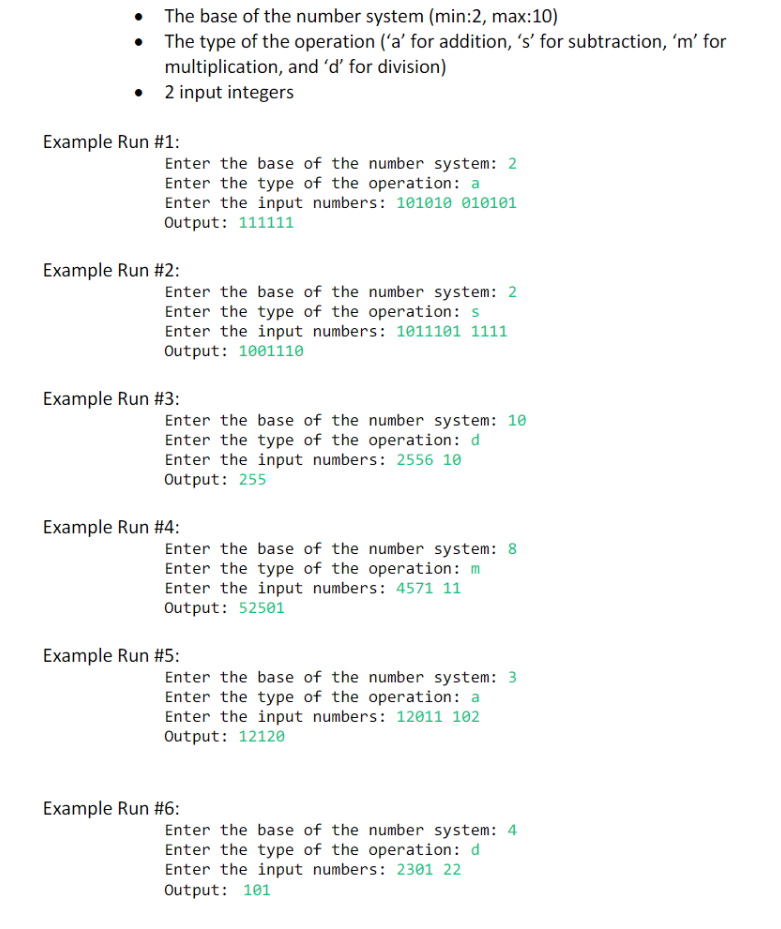 • The base of the number system (min:2, max:10)
• The type of the operation (‘a’ for addition, ‘s’ for subtraction, ‘m’ for
multiplication, and ‘d’ for division)
• 2 input integers
Example Run #1:
Enter the base of the number system: 2
Enter the type of the operation: a
Enter the input numbers: 101010 010101
Output: 111111
Example Run #2:
Enter the base of the number system: 2
Enter the type of the operation: s
Enter the input numbers: 1011101 1111
Output: 1001110
Example Run #3:
Enter the base of the number system: 10
Enter the type of the operation: d
Enter the input numbers: 2556 10
Output: 255
Example Run #4:
Enter the base of the number system: 8
Enter the type of the operation: m
Enter the input numbers: 4571 11
Output: 52501
Example Run #5:
Enter the base of the number system: 3
Enter the type of the operation: a
Enter the input numbers: 12011 102
Output: 12120
Example Run #6:
Enter the base of the number system: 4
Enter the type of the operation: d
Enter the input numbers: 2301 22
Output: 101